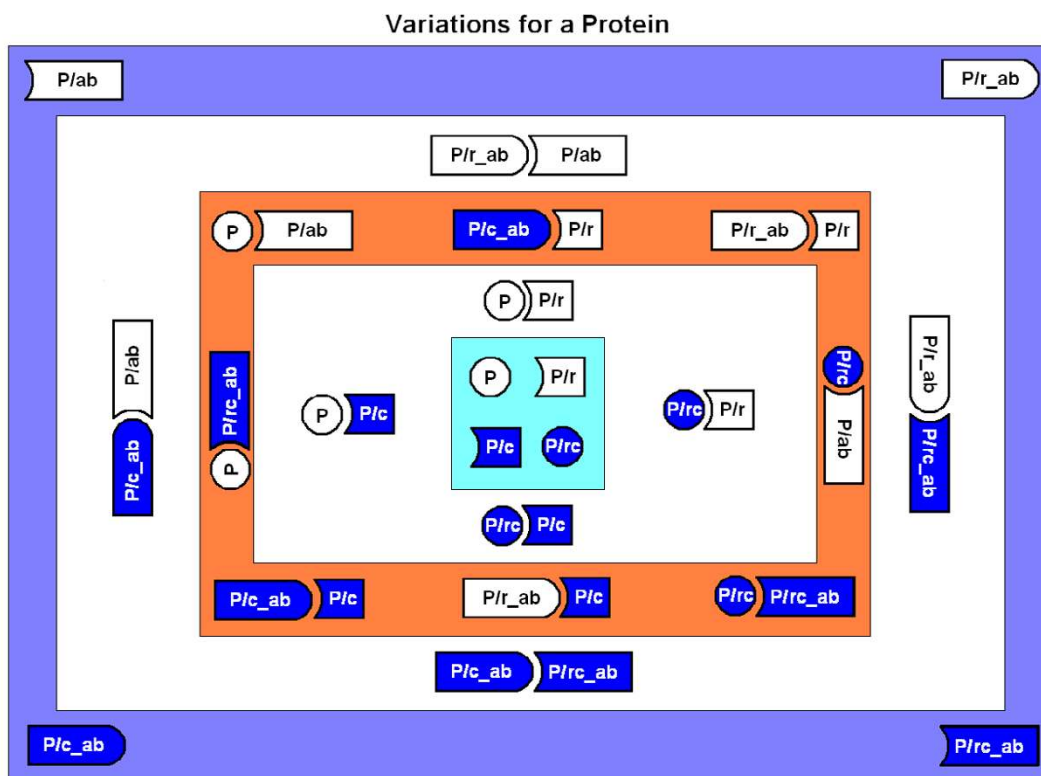 Variations for a Protein
P/ab
P/r_ab
P/r_ab P/ab
P P/ab
P/c_ab P/r
P/r_ab P/r
P P/r
P/ab
P/c_ab
P/rc_ab
P
P P/c
P P/r
P/c P/rc
P/rc P/r
P/rc
P/ab
P/r_ab
P/rc_ab
P/rc P/c
P/c_ab P/c
P/r_ab P/c
P/rc P/rc_ab
P/c_ab P/rc_ab
P/c_ab
P/rc_ab